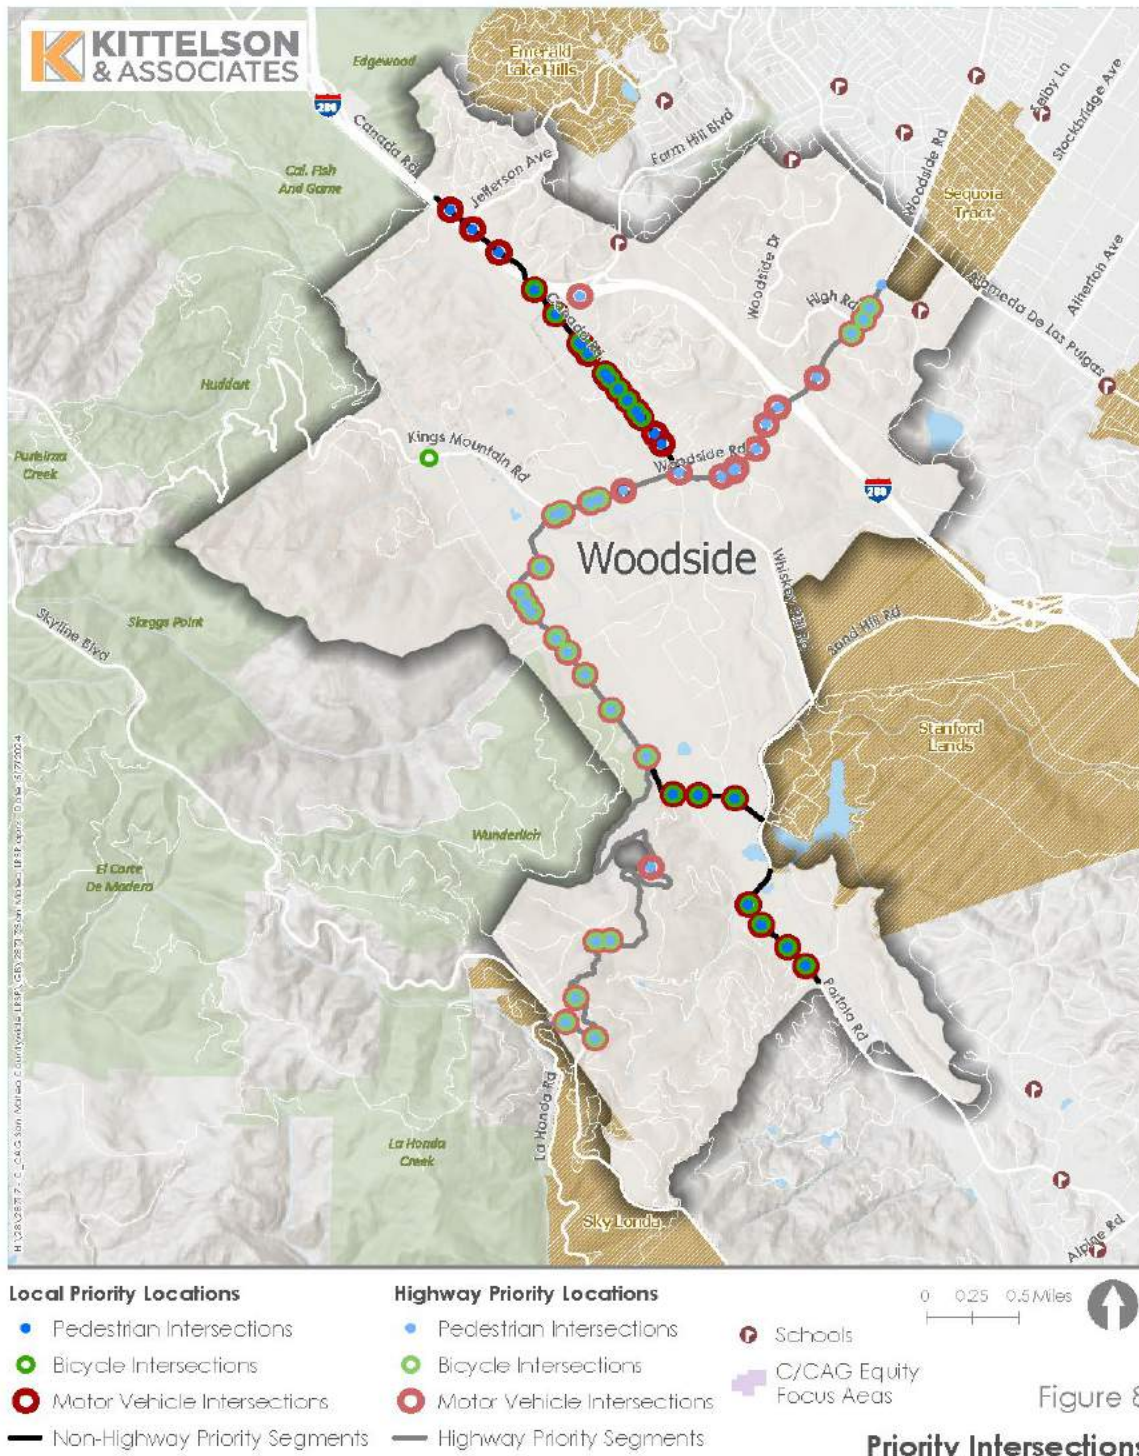 KITTELSON
& ASSOCIATES
Edgewood
Emerald
Lake Hills
280
Canada Rd
Farm Hill Blvd
Selby Ln
Stockbridge Ave
Jefferson Ave
Woodside Rd
Cal. Fish
And Game
Sequoia
Tract
Atherton Ave
Woodside Dr
High Rd
Alameda De Las Pulgas
Canada Rd
Huddart
Kings Mountain Rd
Woodside Rd
Purisima
Creek
280
Woodside
Whiskey Hill Rd
Sand Hill Rd
Skeggs Point
Skyline Blvd
Stanford
Lands
Wunderlich
El Corte
De Madera
Portola Rd
La Honda Rd
La Honda
Creek
Sky Londa
Alpine Rd
Local Priority Locations
Pedestrian Intersections
Bicycle Intersections
Motor Vehicle Intersections
Non-Highway Priority Segments
Highway Priority Locations
Pedestrian Intersections
Bicycle Intersections
Motor Vehicle Intersections
Highway Priority Segments
0 0.25 0.5 Miles
Schools
C/CAG Equity
Focus Aeas
Figure 8
Priority Intersections